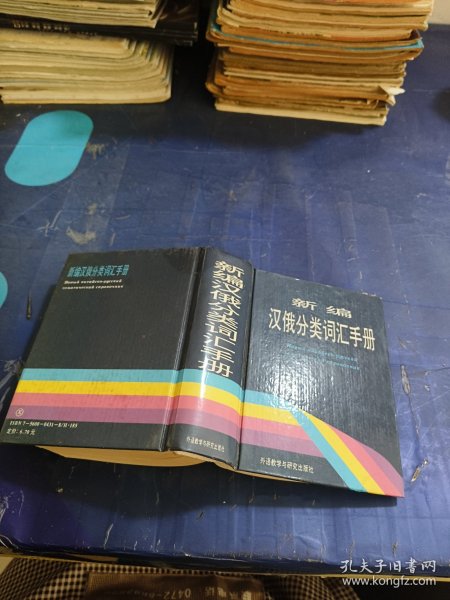 新编汉俄分类词汇手册
Новый китайско-русский
тематический справочник
ISBN 7-5600-0431-8/H·185
定价:6.70 元
新编汉俄分类词汇手册
外语教学与研究出版社
新编
汉俄分类词汇手册
外语教学与研究出版社
孔夫子旧书网
www.kongfz.com